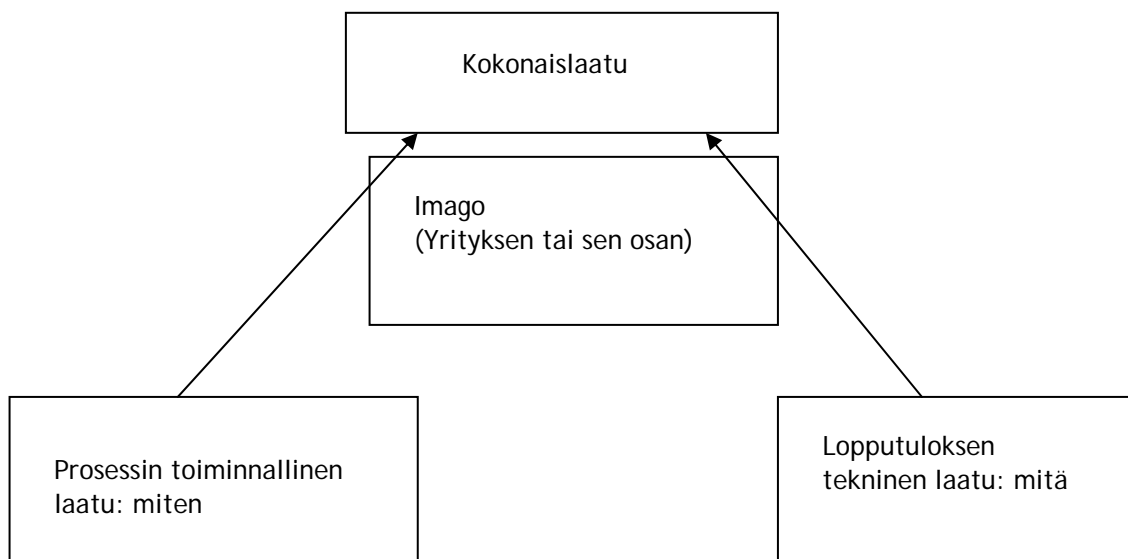 Kokonaislaatu
Imago
(Yrityksen tai sen osan)
Prosessin toiminnallinen
laatu: miten
Lopputuloksen
tekninen laatu: mitä